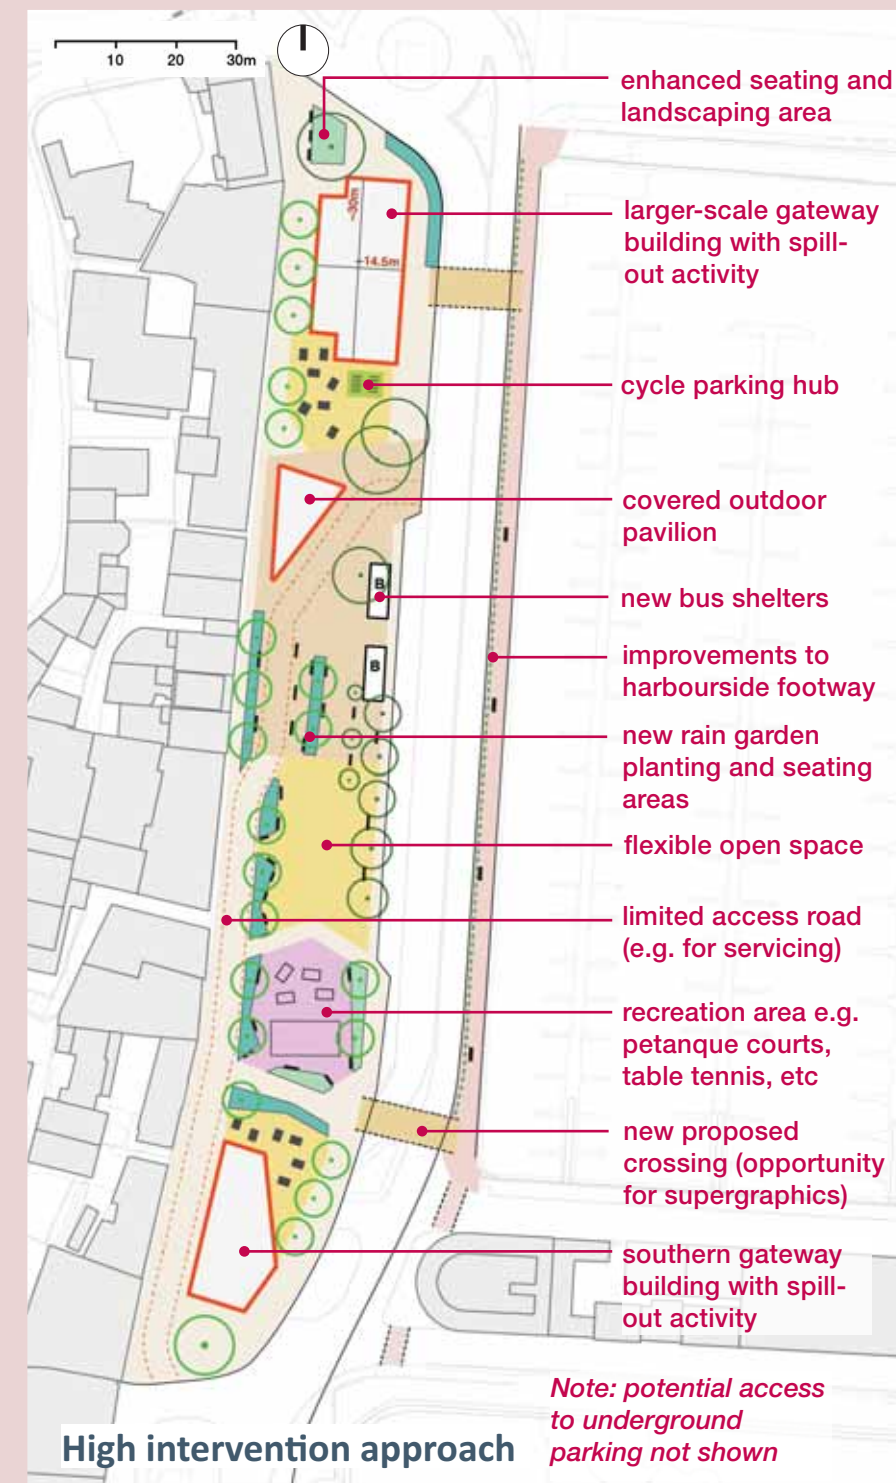 10 20 30m
enhanced seating and
landscaping area
larger-scale gateway
building with spill-
out activity
~30m
~14.5m
cycle parking hub
covered outdoor
pavilion
B
new bus shelters
B
improvements to
harbourside footway
new rain garden
planting and seating
areas
flexible open space
limited access road
(e.g. for servicing)
recreation area e.g.
petanque courts,
table tennis, etc
new proposed
crossing (opportunity
for supergraphics)
southern gateway
building with spill-
out activity
Note: potential access
to underground
parking not shown
High intervention approach